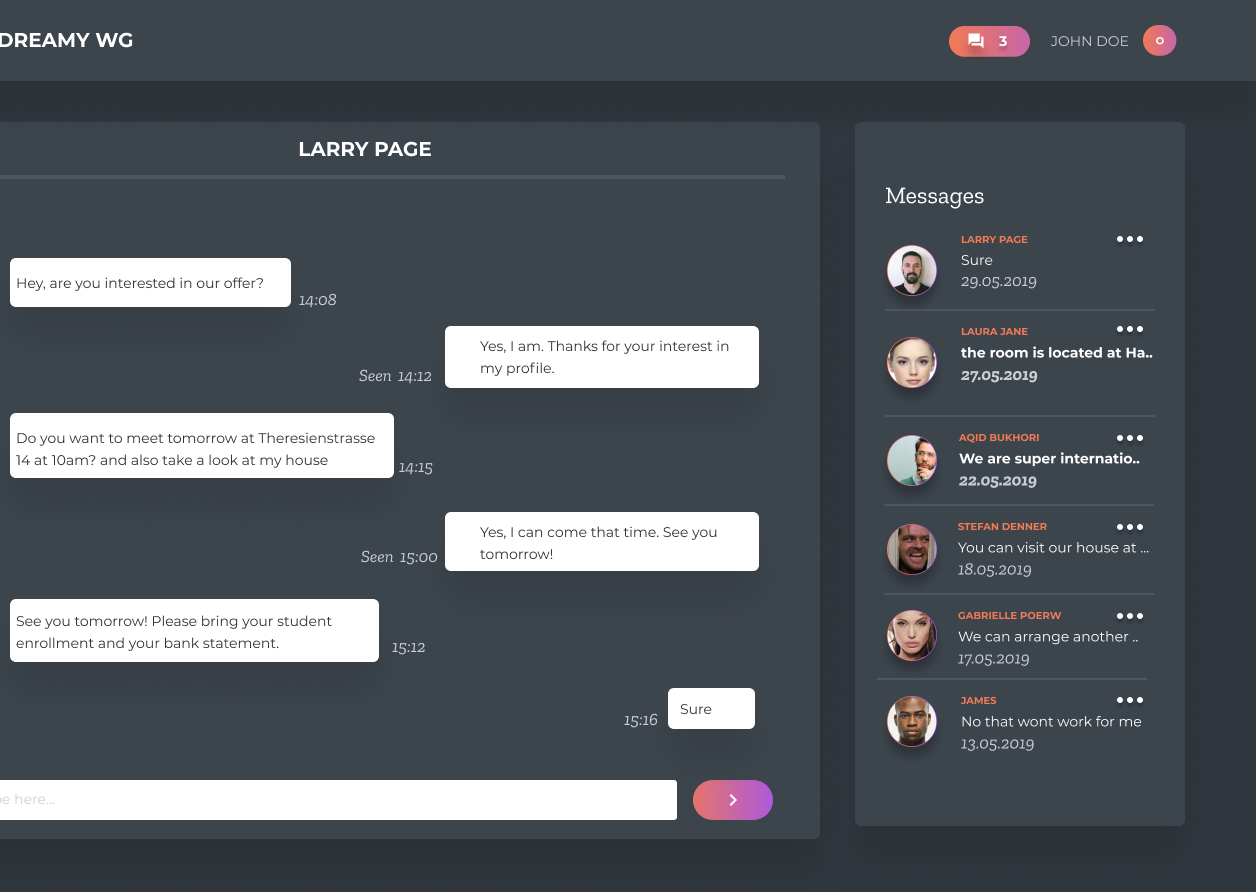 DREAMY WG
3
JOHN DOE
O
LARRY PAGE
Hey, are you interested in our offer?
14:08
Yes, I am. Thanks for your interest in
my profile.
Seen 14:12
Do you want to meet tomorrow at Theresienstrasse
14 at 10am? and also take a look at my house
14:15
Yes, I can come that time. See you
tomorrow!
Seen 15:00
See you tomorrow! Please bring your student
enrollment and your bank statement.
15:12
Sure
15:16
e here...
Messages
LARRY PAGE
Sure
29.05.2019
LAURA JANE
the room is located at Ha..
27.05.2019
AQID BUKHORI
We are super internatio..
22.05.2019
STEFAN DENNER
You can visit our house at ...
18.05.2019
GABRIELLE POERW
We can arrange another ..
17.05.2019
JAMES
No that wont work for me
13.05.2019